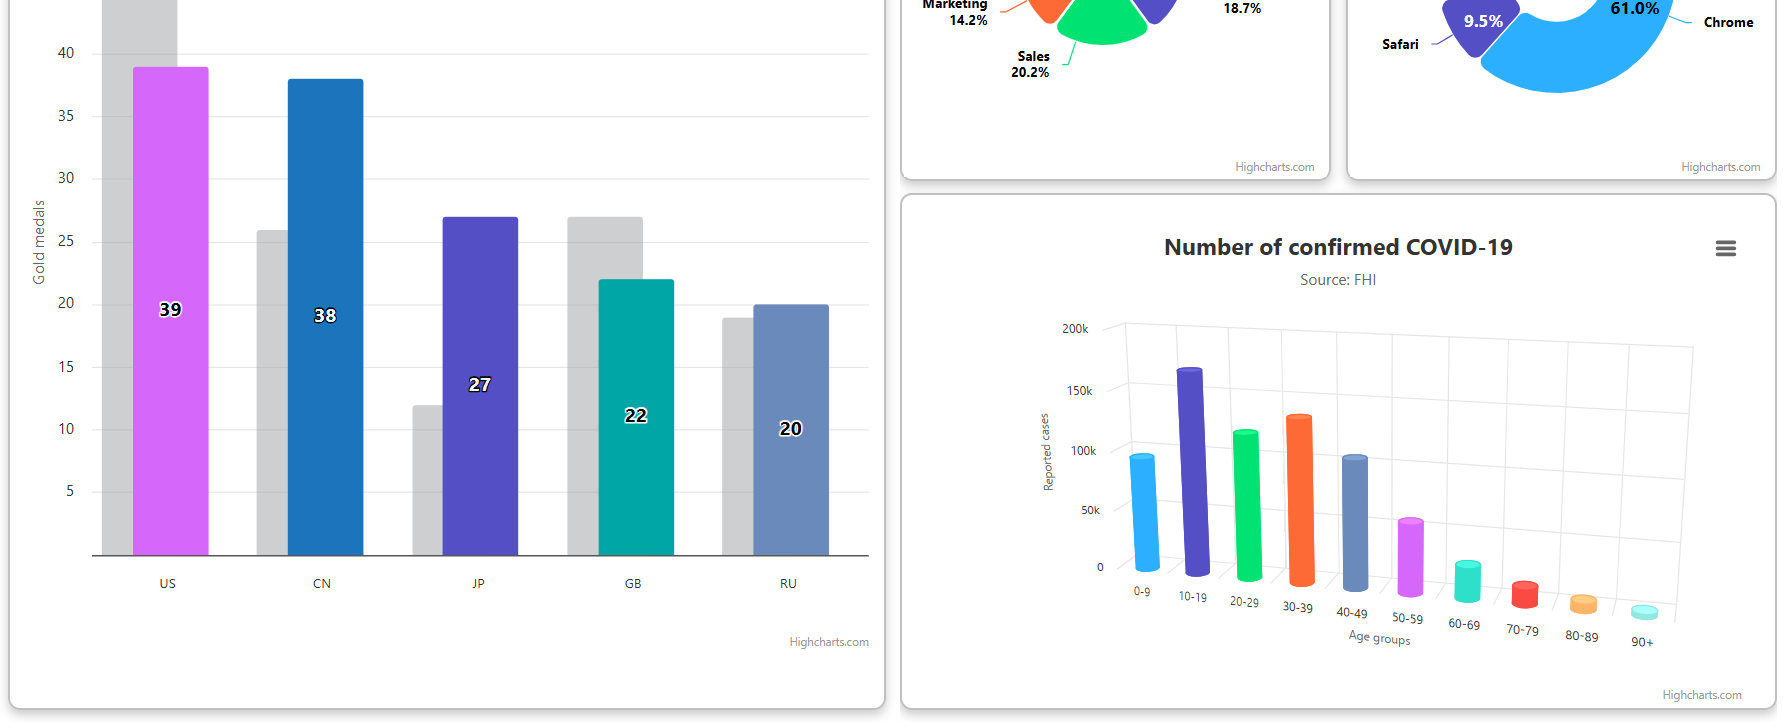 40
35
30
25
20
15
10
5
Gold medals
39
38
27
22
20
US
CN
JP
GB
RU
Highcharts.com
Marketing
14.2%
Sales
20.2%
18.7%
Highcharts.com
9.5%
61.0%
Chrome
Safari
Highcharts.com
Number of confirmed COVID-19
Source: FHI
200k
150k
100k
50k
0
Reported cases
0-9
10-19
20-29
30-39
40-49
50-59
60-69
70-79
80-89
90+
Age groups
Highcharts.com